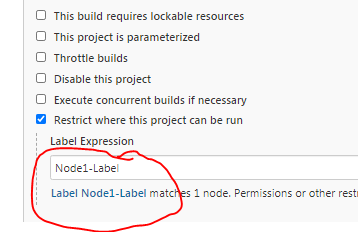 This build requires lockable resources
This project is parameterized
Throttle builds
Disable this project
Execute concurrent builds if necessary
Restrict where this project can be run
Label Expression
Node1-Label
Label Node1-Label matches 1 node. Permissions or other